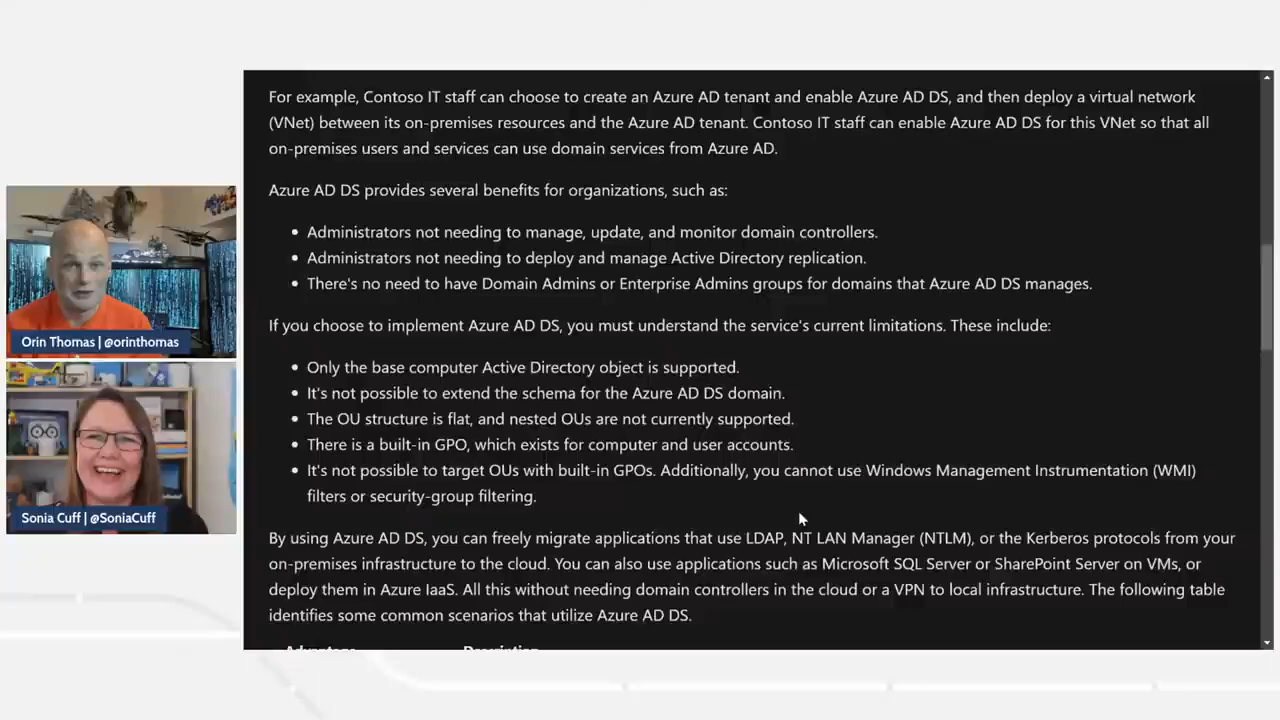 For example, Contoso IT staff can choose to create an Azure AD tenant and enable Azure AD DS, and then deploy a virtual network
(VNet) between its on-premises resources and the Azure AD tenant. Contoso IT staff can enable Azure AD DS for this VNet so that all
on-premises users and services can use domain services from Azure AD.
Azure AD DS provides several benefits for organizations, such as:
• Administrators not needing to manage, update, and monitor domain controllers.
• Administrators not needing to deploy and manage Active Directory replication.
• There's no need to have Domain Admins or Enterprise Admins groups for domains that Azure AD DS manages.
If you choose to implement Azure AD DS, you must understand the service's current limitations. These include:
• Only the base computer Active Directory object is supported.
• It's not possible to extend the schema for the Azure AD DS domain.
• The OU structure is flat, and nested OUs are not currently supported.
• There is a built-in GPO, which exists for computer and user accounts.
• It's not possible to target OUs with built-in GPOs. Additionally, you cannot use Windows Management Instrumentation (WMI)
filters or security-group filtering.
By using Azure AD DS, you can freely migrate applications that use LDAP, NT LAN Manager (NTLM), or the Kerberos protocols from your
on-premises infrastructure to the cloud. You can also use applications such as Microsoft SQL Server or SharePoint Server on VMs, or
deploy them in Azure IaaS. All this without needing domain controllers in the cloud or a VPN to local infrastructure. The following table
identifies some common scenarios that utilize Azure AD DS.
Advantage Description
Orin Thomas | @orinthomas
Sonia Cuff | @SoniaCuff